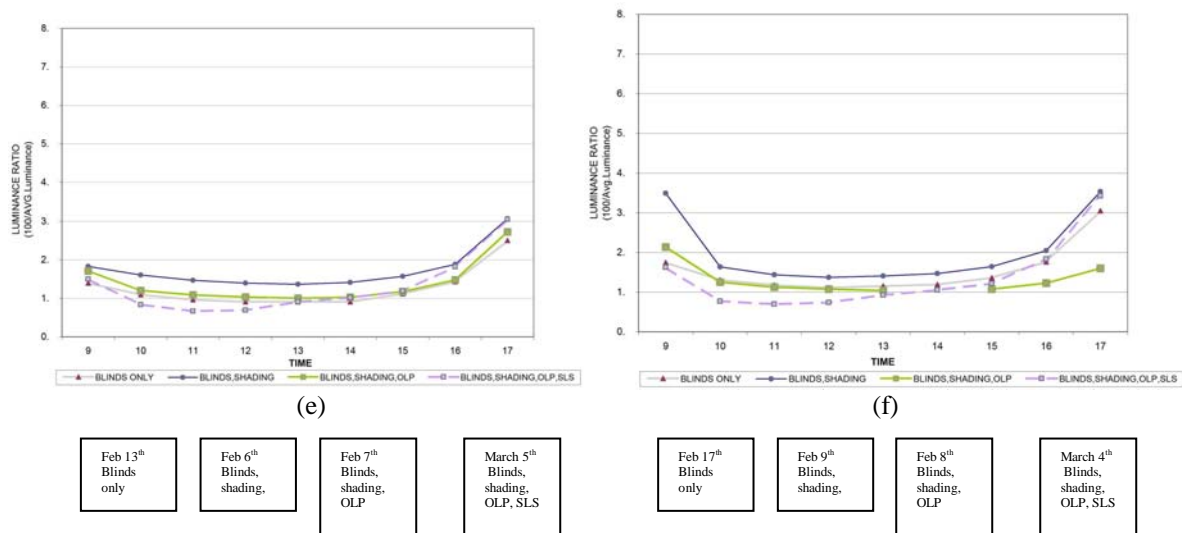 8.
7.
6.
5.
4.
3.
2.
1.
0.
LUMINANCE RATIO
(100/AVG.Luminance)
9 10 11 12 13 14 15 16 17
TIME
BLINDS ONLY BLINDS,SHADING BLINDS,SHADING,OLP BLINDS,SHADING,OLP,SLS
(e)
8.
7.
6.
5.
4.
3.
2.
1.
0.
LUMINANCE RATIO
(100/Avg.Luminance)
9 10 11 12 13 14 15 16 17
TIME
BLINDS ONLY BLINDS,SHADING BLINDS,SHADING,OLP BLINDS,SHADING,OLP,SLS
(f)
Feb 13th
Blinds
only
Feb 6th
Blinds,
shading,
Feb 7th
Blinds,
shading,
OLP
March 5th
Blinds,
shading,
OLP, SLS
Feb 17th
Blinds
only
Feb 9th
Blinds,
shading,
Feb 8th
Blinds,
shading,
OLP
March 4th
Blinds,
shading,
OLP, SLS